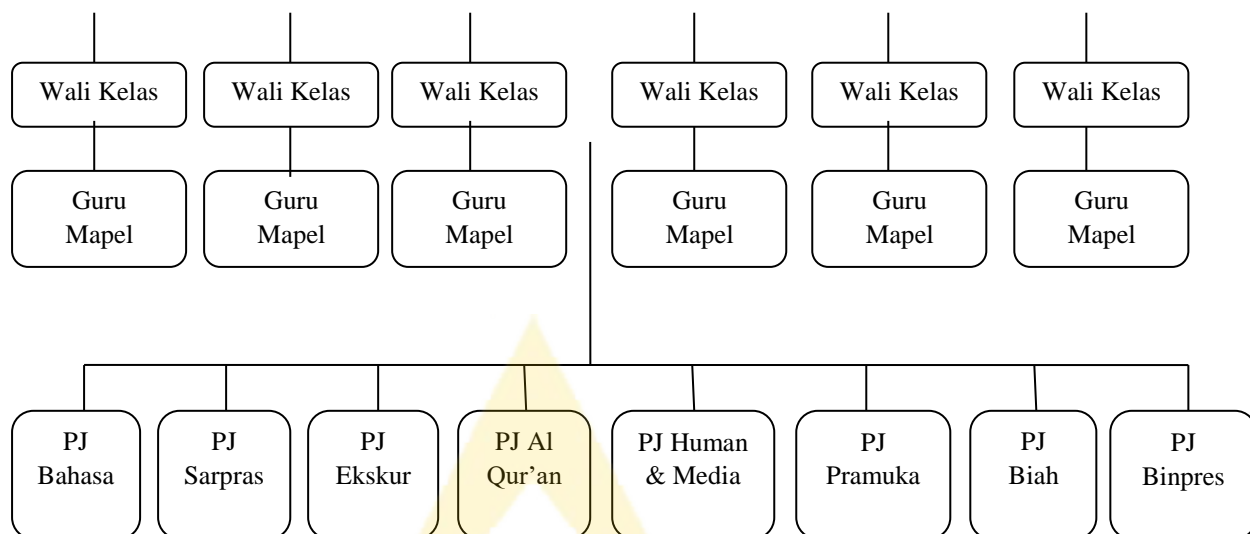 Wali Kelas
Wali Kelas
Wali Kelas
Wali Kelas
Wali Kelas
Wali Kelas
Guru
Mapel
Guru
Mapel
Guru
Mapel
Guru
Mapel
Guru
Mapel
Guru
Mapel
PJ
Bahasa
PJ
Sarpras
PJ
Ekskur
PJ Al
Qur’an
PJ Human
& Media
PJ
Pramuka
PJ
Biah
PJ
Binpres